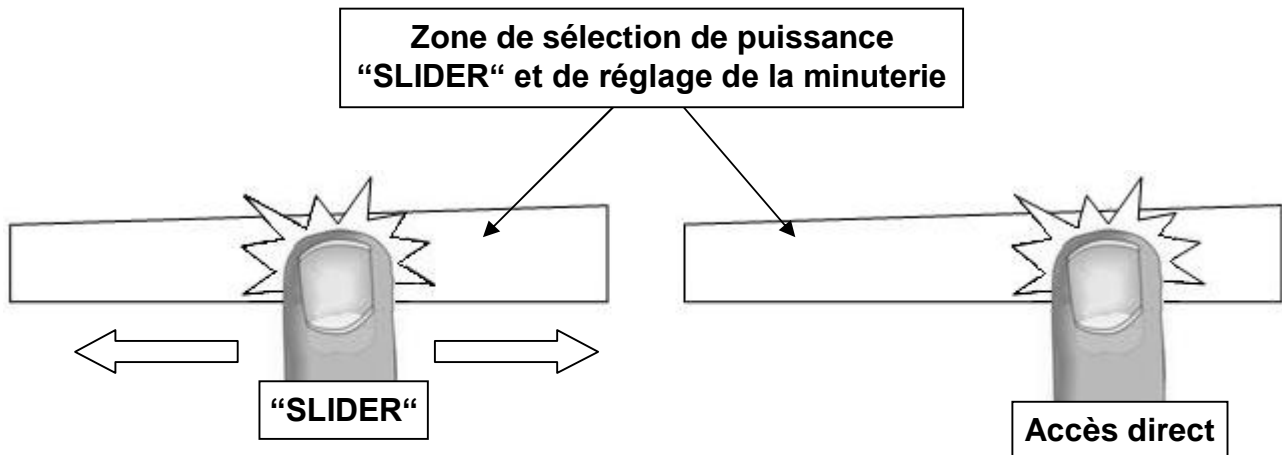 Zone de sélection de puissance
“SLIDER“ et de réglage de la minuterie
“SLIDER“
Accès direct